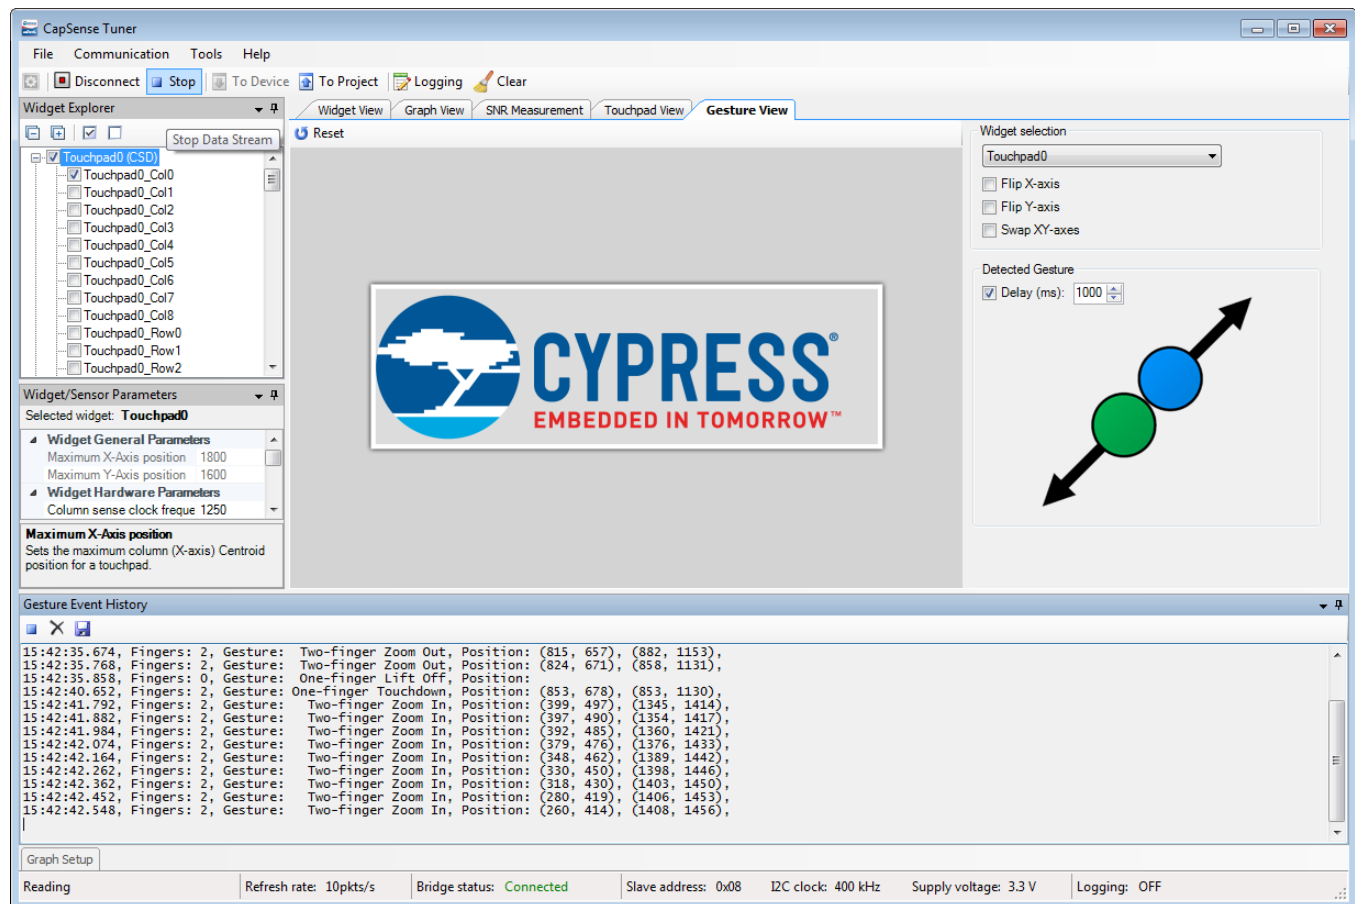 CapSense Tuner
File Communication Tools Help
Disconnect Stop To Device To Project Logging Clear
Widget Explorer
Stop Data Stream
Touchpad0 (CSD)
Touchpad0_Col0
Touchpad0_Col1
Touchpad0_Col2
Touchpad0_Col3
Touchpad0_Col4
Touchpad0_Col5
Touchpad0_Col6
Touchpad0_Col7
Touchpad0_Col8
Touchpad0_Row0
Touchpad0_Row1
Touchpad0_Row2
Widget/Sensor Parameters
Selected widget: Touchpad0
Widget General Parameters
Maximum X-Axis position 1800
Maximum Y-Axis position 1600
Widget Hardware Parameters
Column sense clock freque 1250
Maximum X-Axis position
Sets the maximum column (X-axis) Centroid
position for a touchpad.
Widget View Graph View SNR Measurement Touchpad View Gesture View
Reset
CYPRESS®
EMBEDDED IN TOMORROW™
Widget selection
Touchpad0
Flip X-axis
Flip Y-axis
Swap XY-axes
Detected Gesture
Delay (ms): 1000
Gesture Event History
15:42:35.674, Fingers: 2, Gesture: Two-finger Zoom Out, Position: (815, 657), (882, 1153),
15:42:35.768, Fingers: 2, Gesture: Two-finger Zoom Out, Position: (824, 671), (858, 1131),
15:42:35.858, Fingers: 0, Gesture: One-finger Lift Off, Position:
15:42:40.652, Fingers: 2, Gesture: One-finger Touchdown, Position: (853, 678), (853, 1130),
15:42:41.792, Fingers: 2, Gesture: Two-finger Zoom In, Position: (399, 497), (1345, 1414),
15:42:41.882, Fingers: 2, Gesture: Two-finger Zoom In, Position: (397, 490), (1354, 1417),
15:42:41.984, Fingers: 2, Gesture: Two-finger Zoom In, Position: (392, 485), (1360, 1421),
15:42:42.074, Fingers: 2, Gesture: Two-finger Zoom In, Position: (379, 476), (1376, 1433),
15:42:42.164, Fingers: 2, Gesture: Two-finger Zoom In, Position: (348, 462), (1389, 1442),
15:42:42.262, Fingers: 2, Gesture: Two-finger Zoom In, Position: (330, 450), (1398, 1446),
15:42:42.362, Fingers: 2, Gesture: Two-finger Zoom In, Position: (318, 430), (1403, 1450),
15:42:42.452, Fingers: 2, Gesture: Two-finger Zoom In, Position: (280, 419), (1406, 1453),
15:42:42.548, Fingers: 2, Gesture: Two-finger Zoom In, Position: (260, 414), (1408, 1456),
Graph Setup
Reading Refresh rate: 10pkts/s Bridge status: Connected Slave address: 0x08 I2C clock: 400 kHz Supply voltage: 3.3 V Logging: OFF